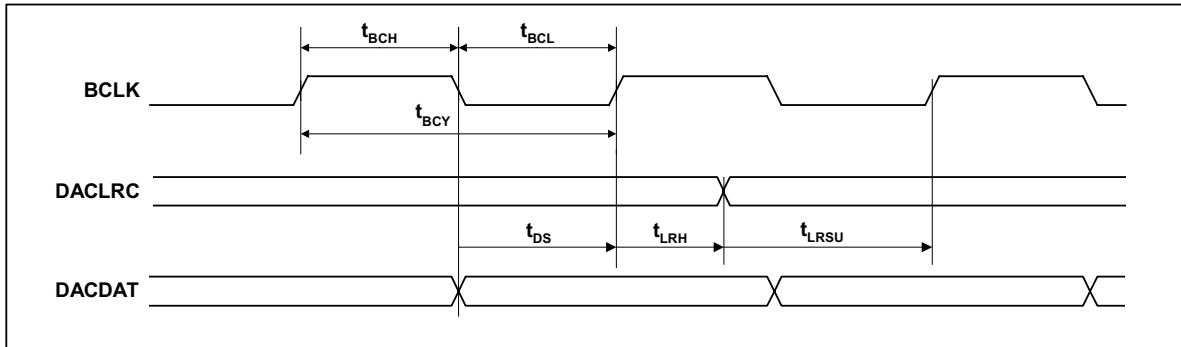 tBCH tBCL
BCLK
tBCY
DACLRC
tDS tLRH tLRSU
DACDAT